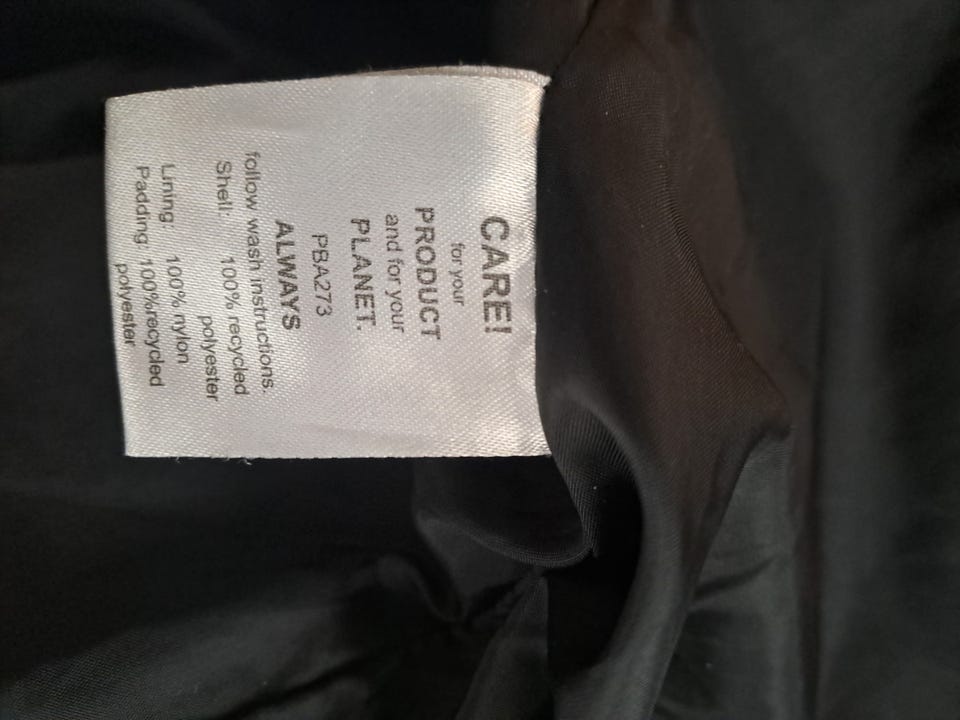 CARE!
for your
PRODUCT
and for your
PLANET.
PBA273
ALWAYS
follow wash instructions.
Shell: 100% recycled
polyester
Lining: 100% nylon
Padding: 100%recycled
polyester